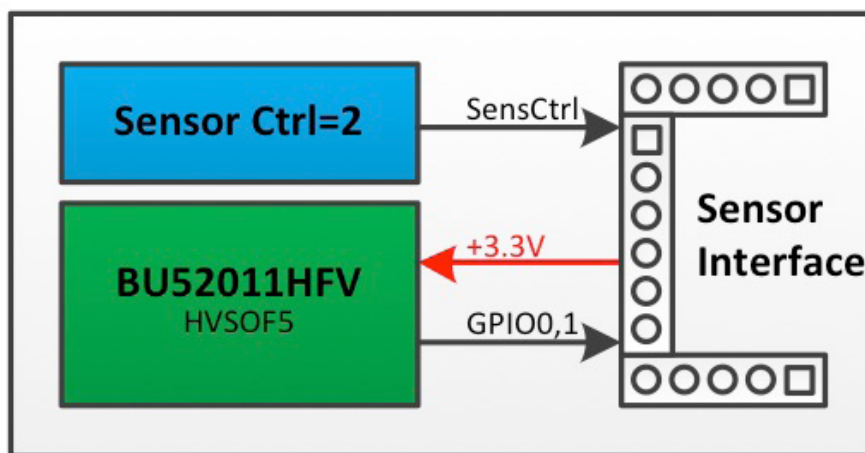 Sensor Ctrl=2
SensCtrl
+3.3V
BU52011HFV
HVSOF5
GPIO0,1
Sensor
Interface